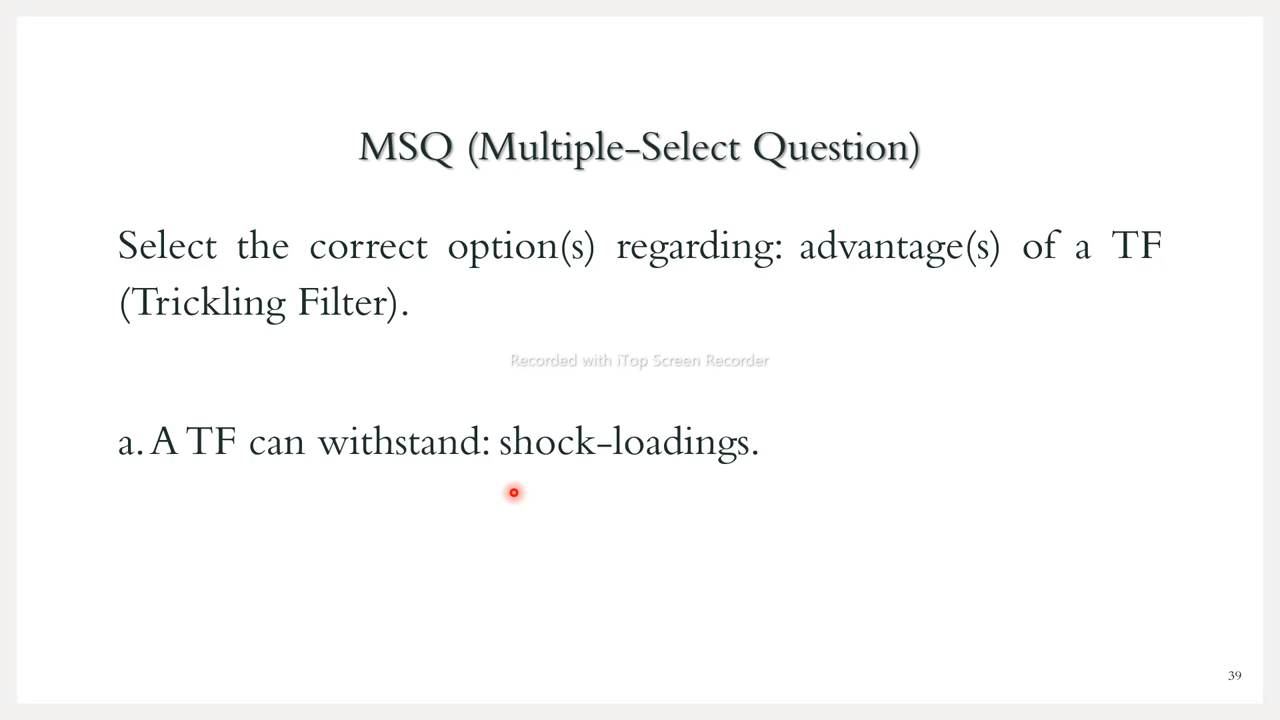 MSQ (Multiple-Select Question)
Select the correct option(s) regarding: advantage(s) of a TF
(Trickling Filter).
Recorded with iTop Screen Recorder
a. A TF can withstand: shock-loadings.
39